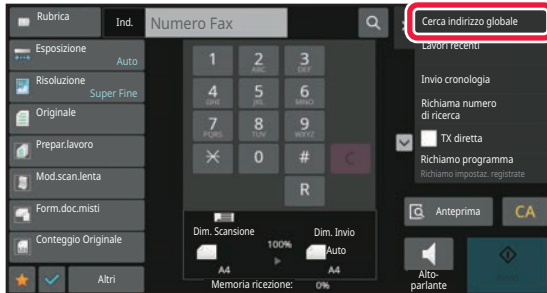 Rubrica
Ind.
Numero Fax
Cerca indirizzo globale
Lavori recenti
Esposizione
Auto
1
2
ABC
3
DEF
Risoluzione
Super Fine
4
GHI
5
JKL
6
MNO
Invio cronologia
Richiama numero
di ricerca
Originale
7
PQRS
8
TUV
9
WXYZ
TX diretta
Prepar.lavoro
0
#
C
Richiamo programma
Richiamo impostaz. registrate
Mod.scan.lenta
R
Form.doc.misti
Anteprima
CA
Dim. Scansione
Dim. Invio
Conteggio Originale
100%
Auto
A4
A4
Altri
Memoria ricezione:
0%
Alto-
parlante